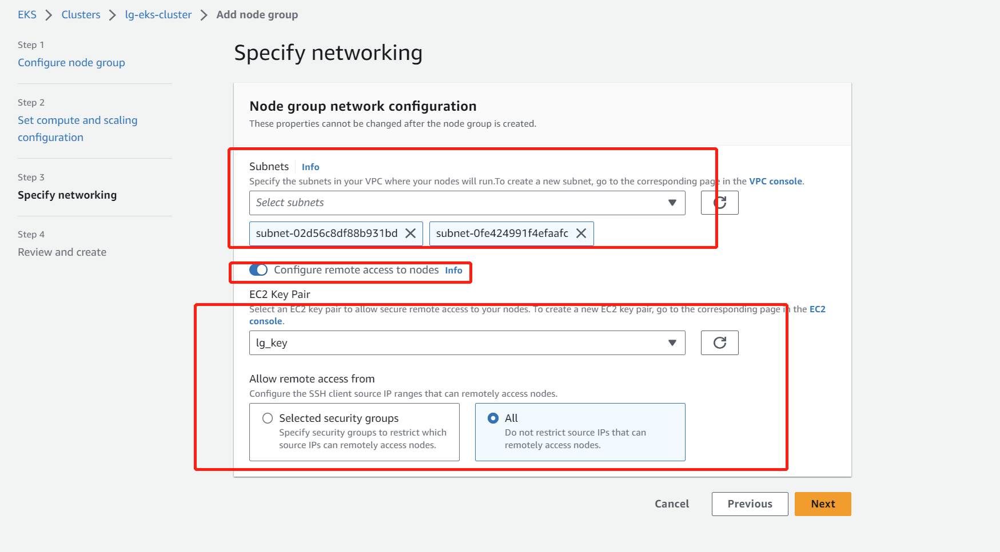 EKS > Clusters > lg-eks-cluster > Add node group
Step 1
Configure node group
Step 2
Set compute and scaling
configuration
Step 3
Specify networking
Step 4
Review and create
Specify networking
Node group network configuration
These properties cannot be changed after the node group is created.
Subnets Info
Specify the subnets in your VPC where your nodes will run.To create a new subnet, go to the corresponding page in the VPC console.
Select subnets
subnet-02d56c8df88b931bd subnet-0fe424991f4efaafc
Configure remote access to nodes Info
EC2 Key Pair
Select an EC2 key pair to allow secure remote access to your nodes. To create a new EC2 key pair, go to the corresponding page in the EC2
console.
lg_key
Allow remote access from
Configure the SSH client source IP ranges that can remotely access nodes.
Selected security groups
Specify security groups to restrict which
source IPs can remotely access nodes.
All
Do not restrict source IPs that can
remotely access nodes.
Cancel Previous Next